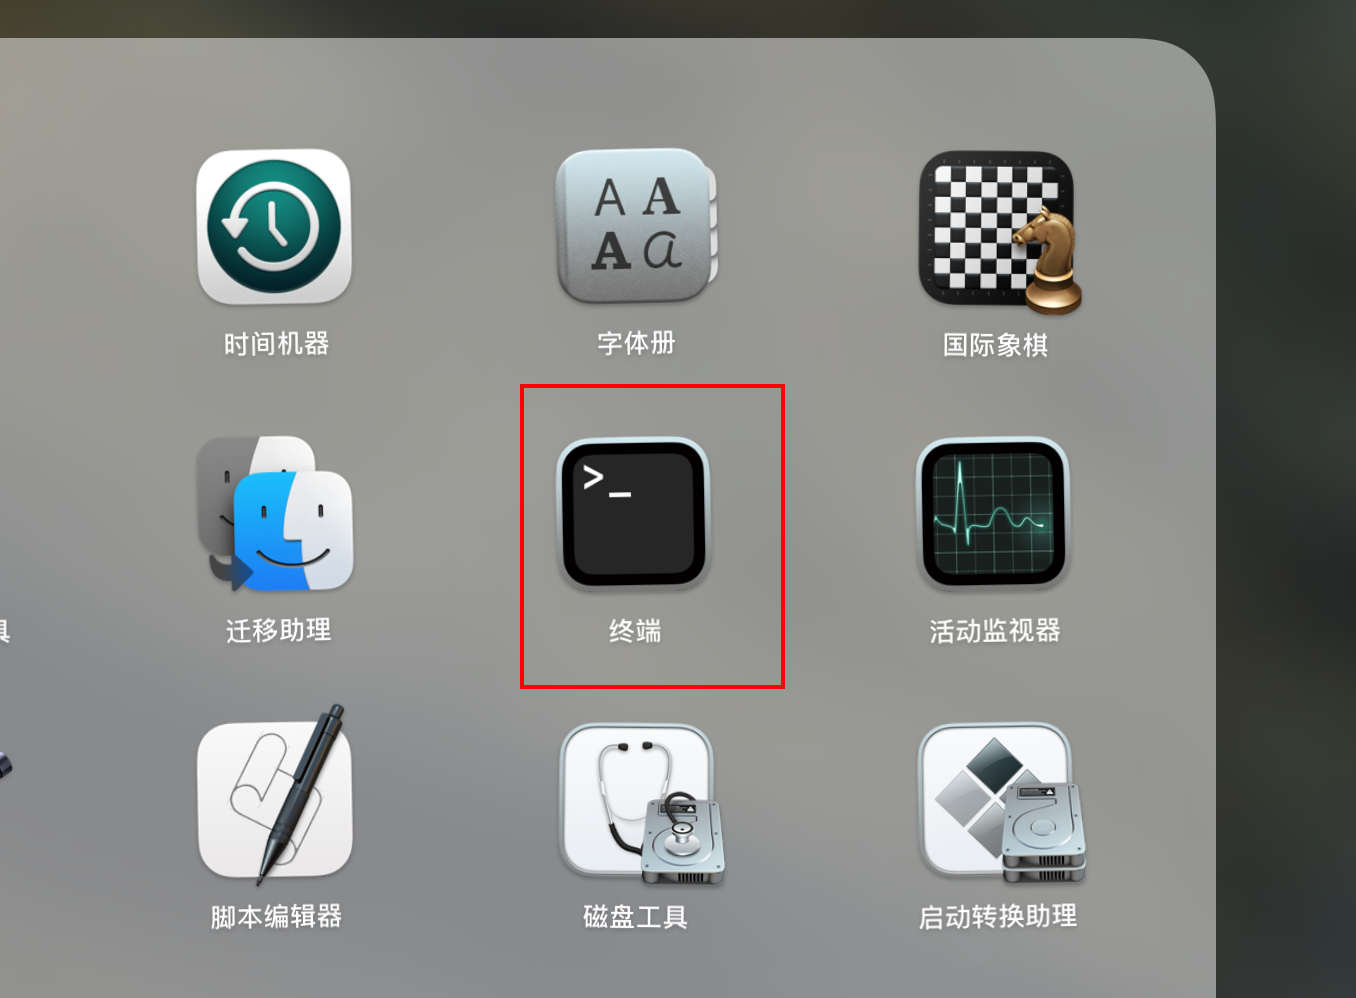 A A
A a
时间机器
字体册
国际象棋
>_
具
迁移助理
终端
活动监视器
脚本编辑器
磁盘工具
启动转换助理